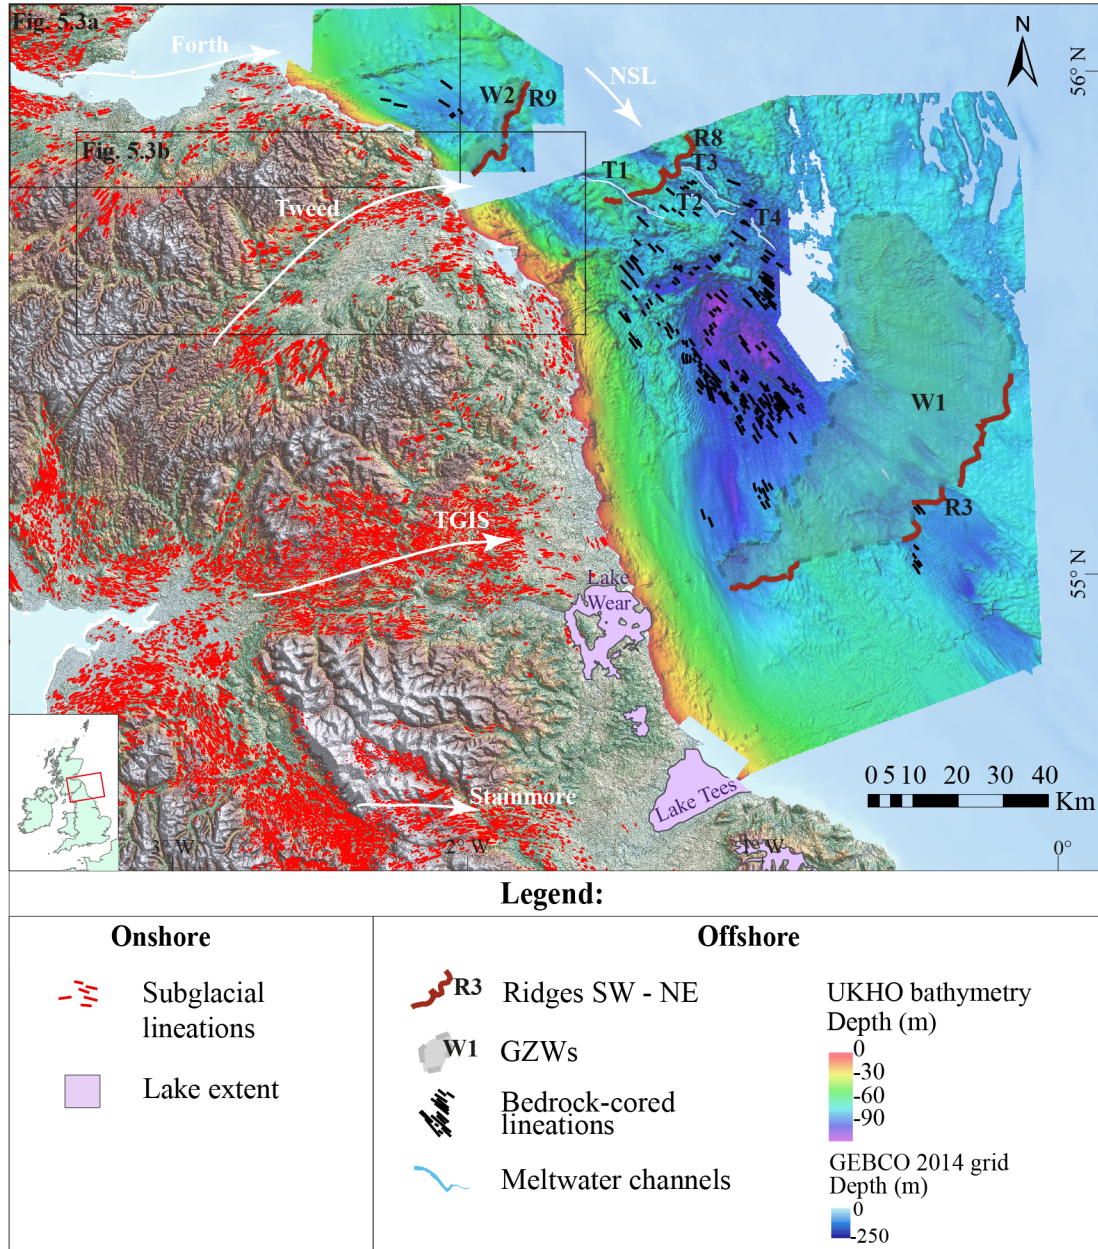 Fig. 5.3a
Forth
NSL
N
56° N
W2
R9
Fig. 5.3b
R8
T1
T3
T2
T4
Tweed
W1
R3
TGIS
55° N
Lake
Wear
Stainmore
Lake Tees
0 5 10 20 30 40
Km
3° W
2° W
1° W
0°
Legend:
Onshore
Offshore
Subglacial
lineations
Lake extent
R3
Ridges SW - NE
W1
GZWs
Bedrock-cored
lineations
Meltwater channels
UKHO bathymetry
Depth (m)
0
-30
-60
-90
GEBCO 2014 grid
Depth (m)
0
-250